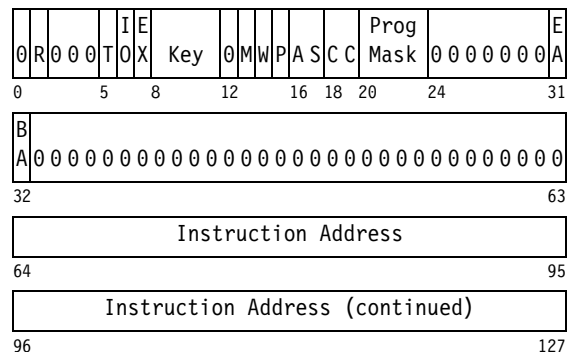 I E Prog E
0 R 0 0 0 T O X Key 0 M W P A S C C Mask 0 0 0 0 0 0 0 A
0 5 8 12 16 18 20 24 31
B
A 0 0 0 0 0 0 0 0 0 0 0 0 0 0 0 0 0 0 0 0 0 0 0 0 0 0 0 0 0 0 0
32 63
Instruction Address
64 95
Instruction Address (continued)
96 127